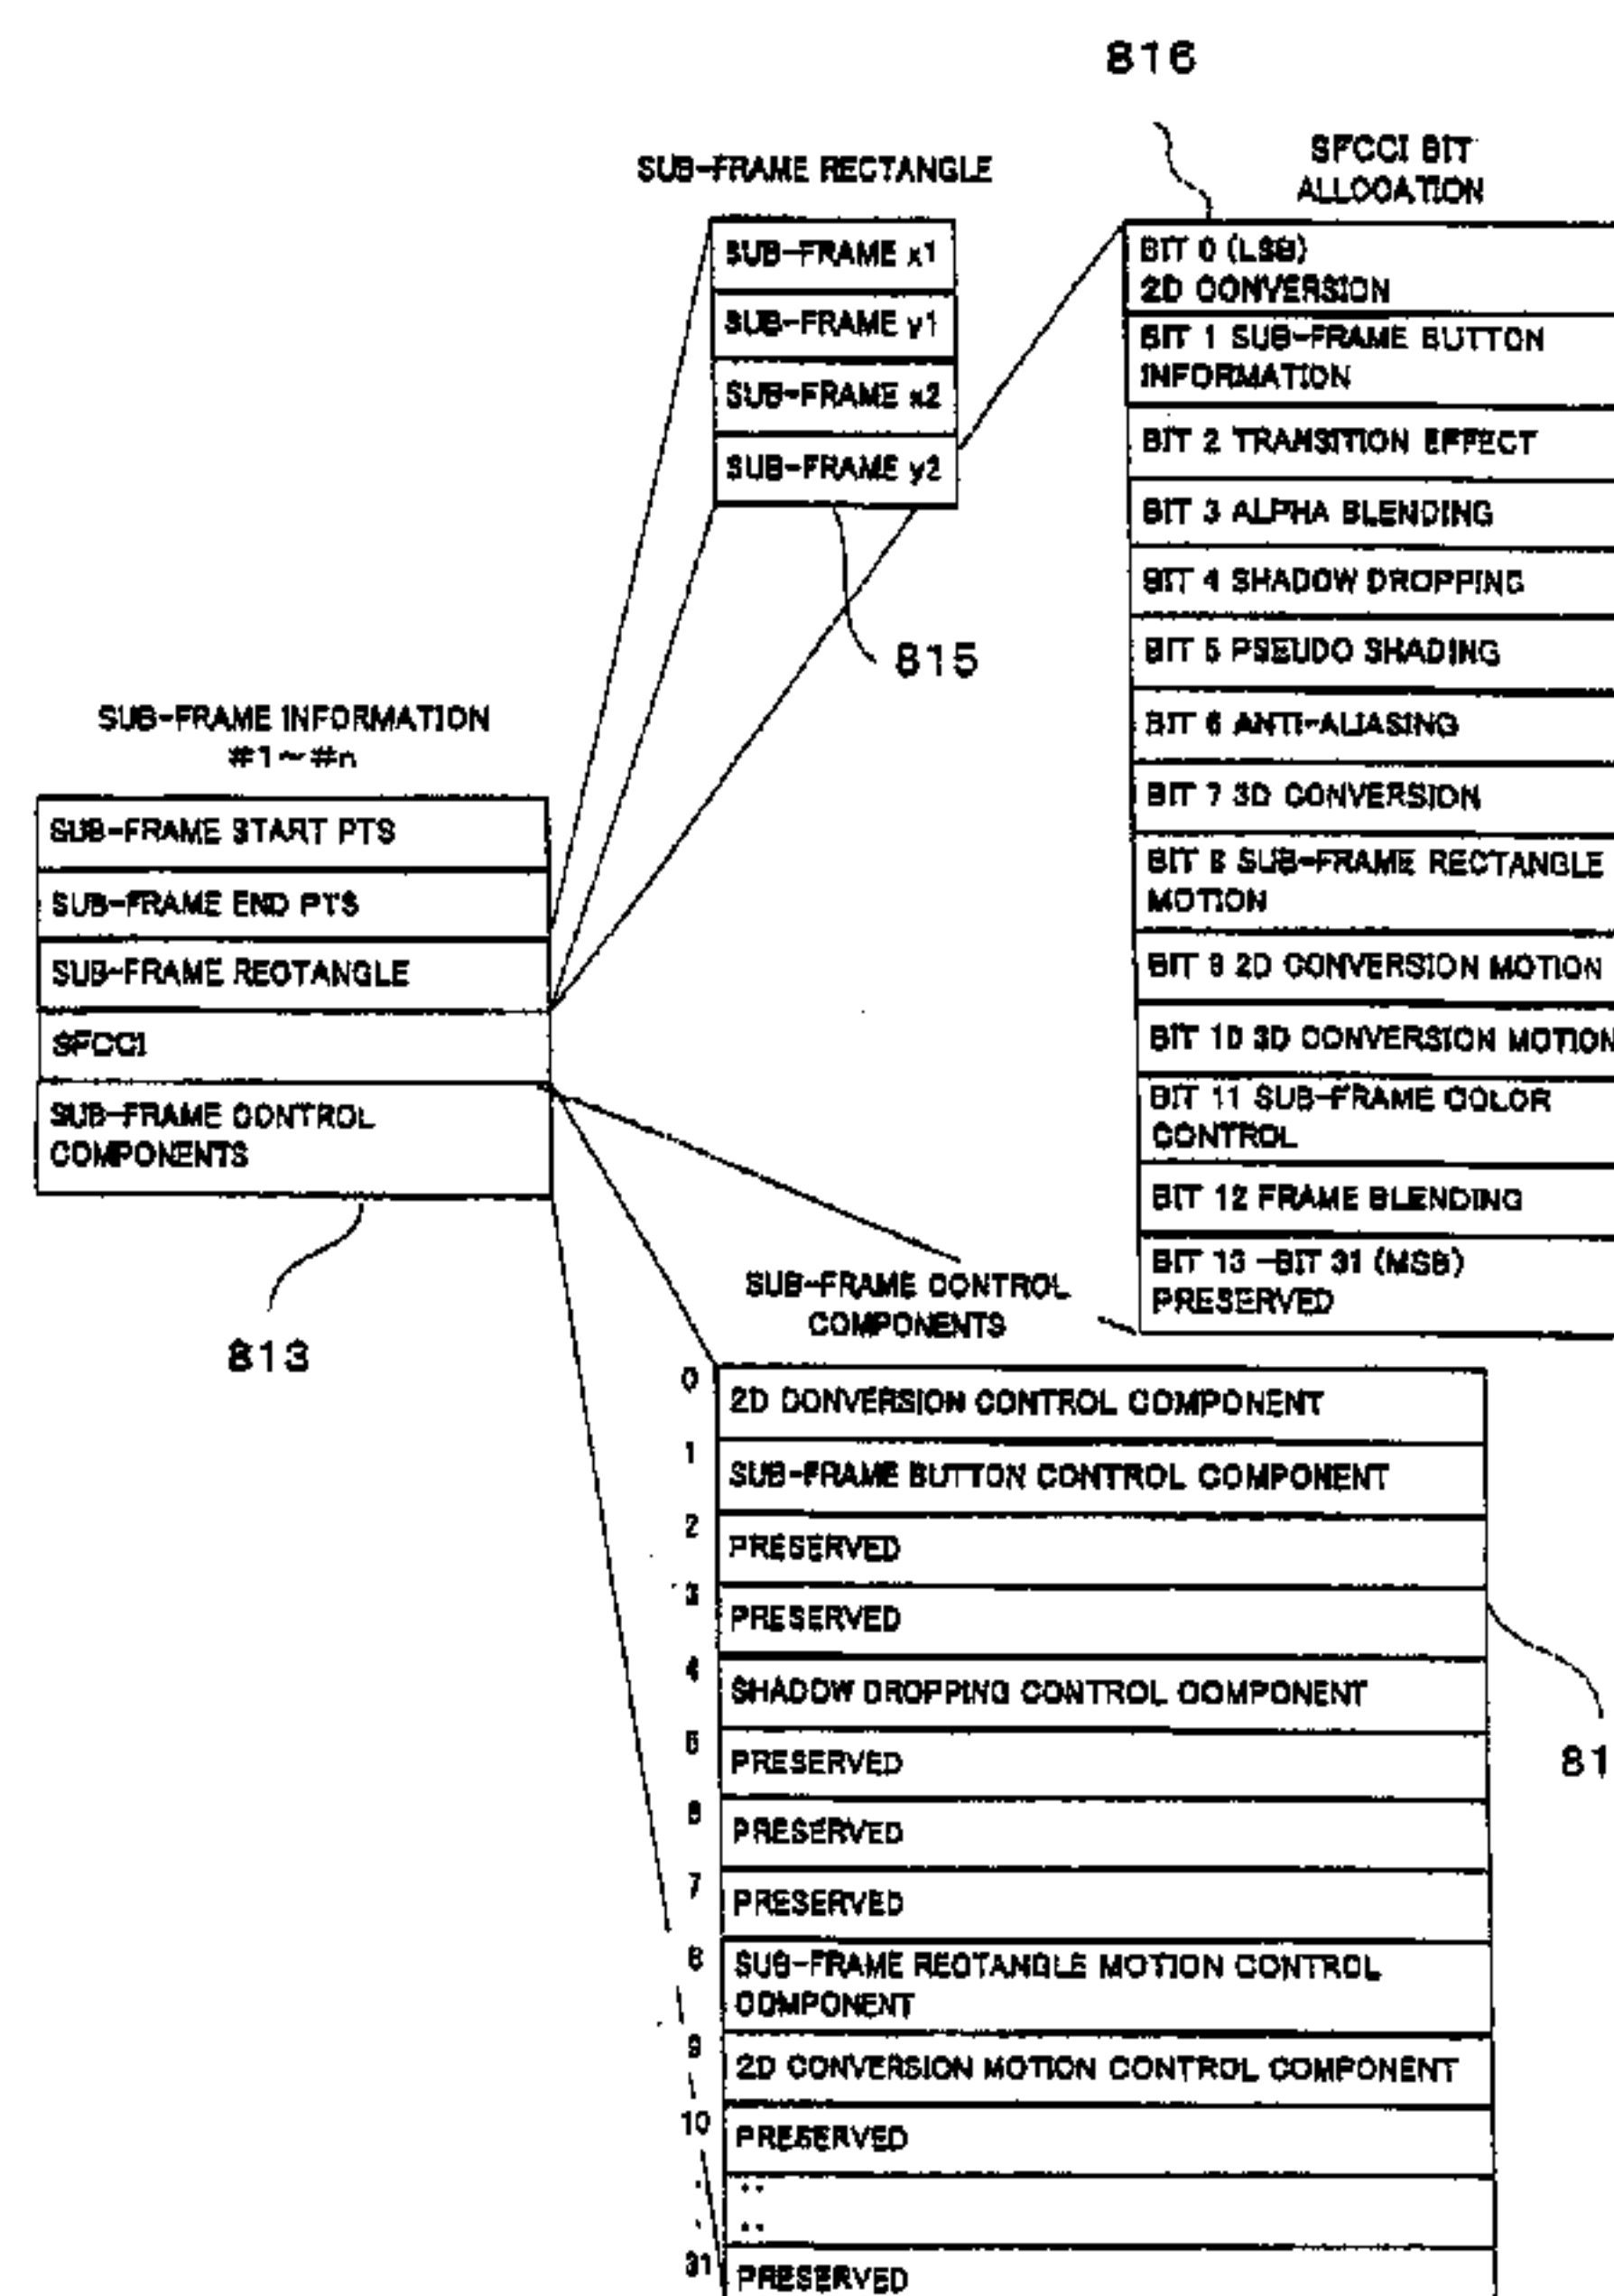 816
SFCCI BIT
ALLOCATION
SUB-FRAME RECTANGLE
SUB-FRAME x1
SUB-FRAME y1
SUB-FRAME x2
SUB-FRAME y2
815
BIT 0 (LSB)
2D CONVERSION
BIT 1 SUB-FRAME BUTTON
INFORMATION
BIT 2 TRANSITION EFFECT
BIT 3 ALPHA BLENDING
BIT 4 SHADOW DROPPING
BIT 5 PSEUDO SHADING
BIT 6 ANTI-ALIASING
BIT 7 3D CONVERSION
BIT 8 SUB-FRAME RECTANGLE
MOTION
BIT 9 2D CONVERSION MOTION
BIT 10 3D CONVERSION MOTION
BIT 11 SUB-FRAME COLOR
CONTROL
BIT 12 FRAME BLENDING
BIT 13 -BIT 31 (MSB)
PRESERVED
SUB-FRAME INFORMATION
#1~#n
SUB-FRAME START PTS
SUB-FRAME END PTS
SUB-FRAME RECTANGLE
SFCCI
SUB-FRAME CONTROL
COMPONENTS
813
SUB-FRAME CONTROL
COMPONENTS
0 2D CONVERSION CONTROL COMPONENT
1 SUB-FRAME BUTTON CONTROL COMPONENT
2 PRESERVED
3 PRESERVED
4 SHADOW DROPPING CONTROL COMPONENT
5 PRESERVED
6 PRESERVED
7 PRESERVED
8 SUB-FRAME RECTANGLE MOTION CONTROL
COMPONENT
9 2D CONVERSION MOTION CONTROL COMPONENT
10 PRESERVED
. ..
. ..
31 PRESERVED
81